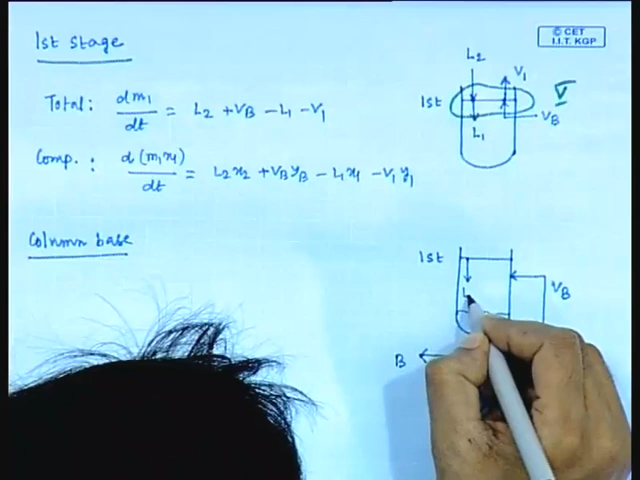 © CET
I.I.T. KGP
1st stage
L2
V1
1st
V
VB
L1
Total: dm1/dt = L2 + VB - L1 - V1
Comp.: d(m1x1)/dt = L2x2 + VByB - L1x1 - V1y1
Column base
1st
VB
L
B